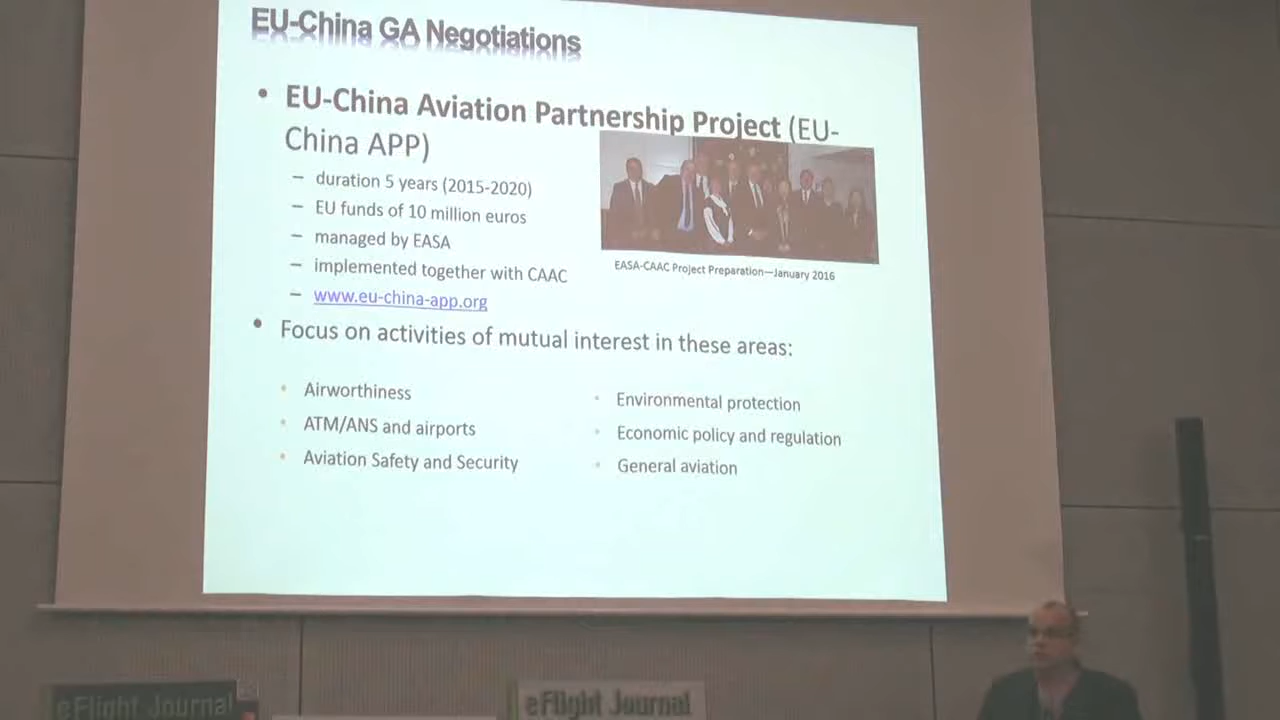 EU-China GA Negotiations
• EU-China Aviation Partnership Project (EU-
China APP)
– duration 5 years (2015-2020)
– EU funds of 10 million euros
– managed by EASA
– implemented together with CAAC
– www.eu-china-app.org
EASA-CAAC Project Preparation—January 2016
• Focus on activities of mutual interest in these areas:
• Airworthiness
• ATM/ANS and airports
• Aviation Safety and Security
• Environmental protection
• Economic policy and regulation
• General aviation
eFlight Journal
eFlight Journal